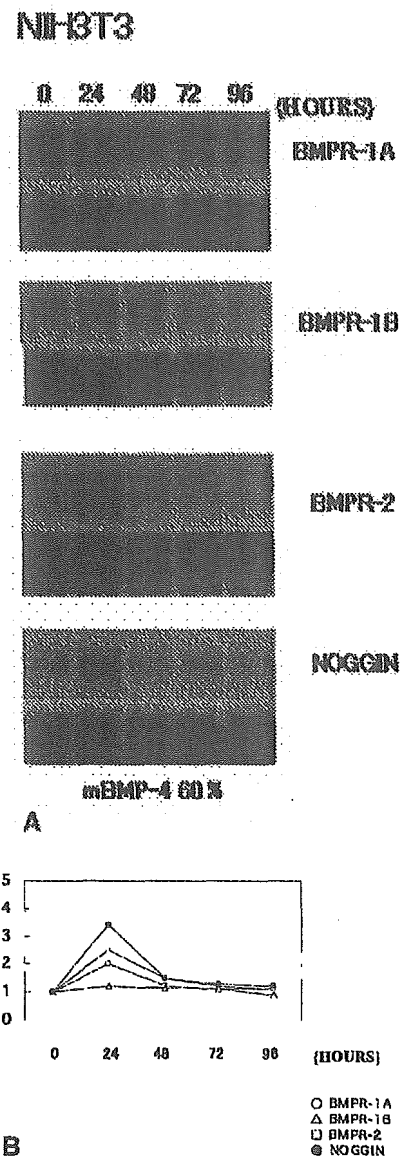 NIH3T3
0 24 48 72 96 (HOURS)
BMPR-1A
BMPR-1B
BMPR-2
NOGGIN
mBMP-4 60%
A
5
4
3
2
1
0
0 24 48 72 96 (HOURS)
BMPR-1A
BMPR-1B
BMPR-2
NOGGIN
B